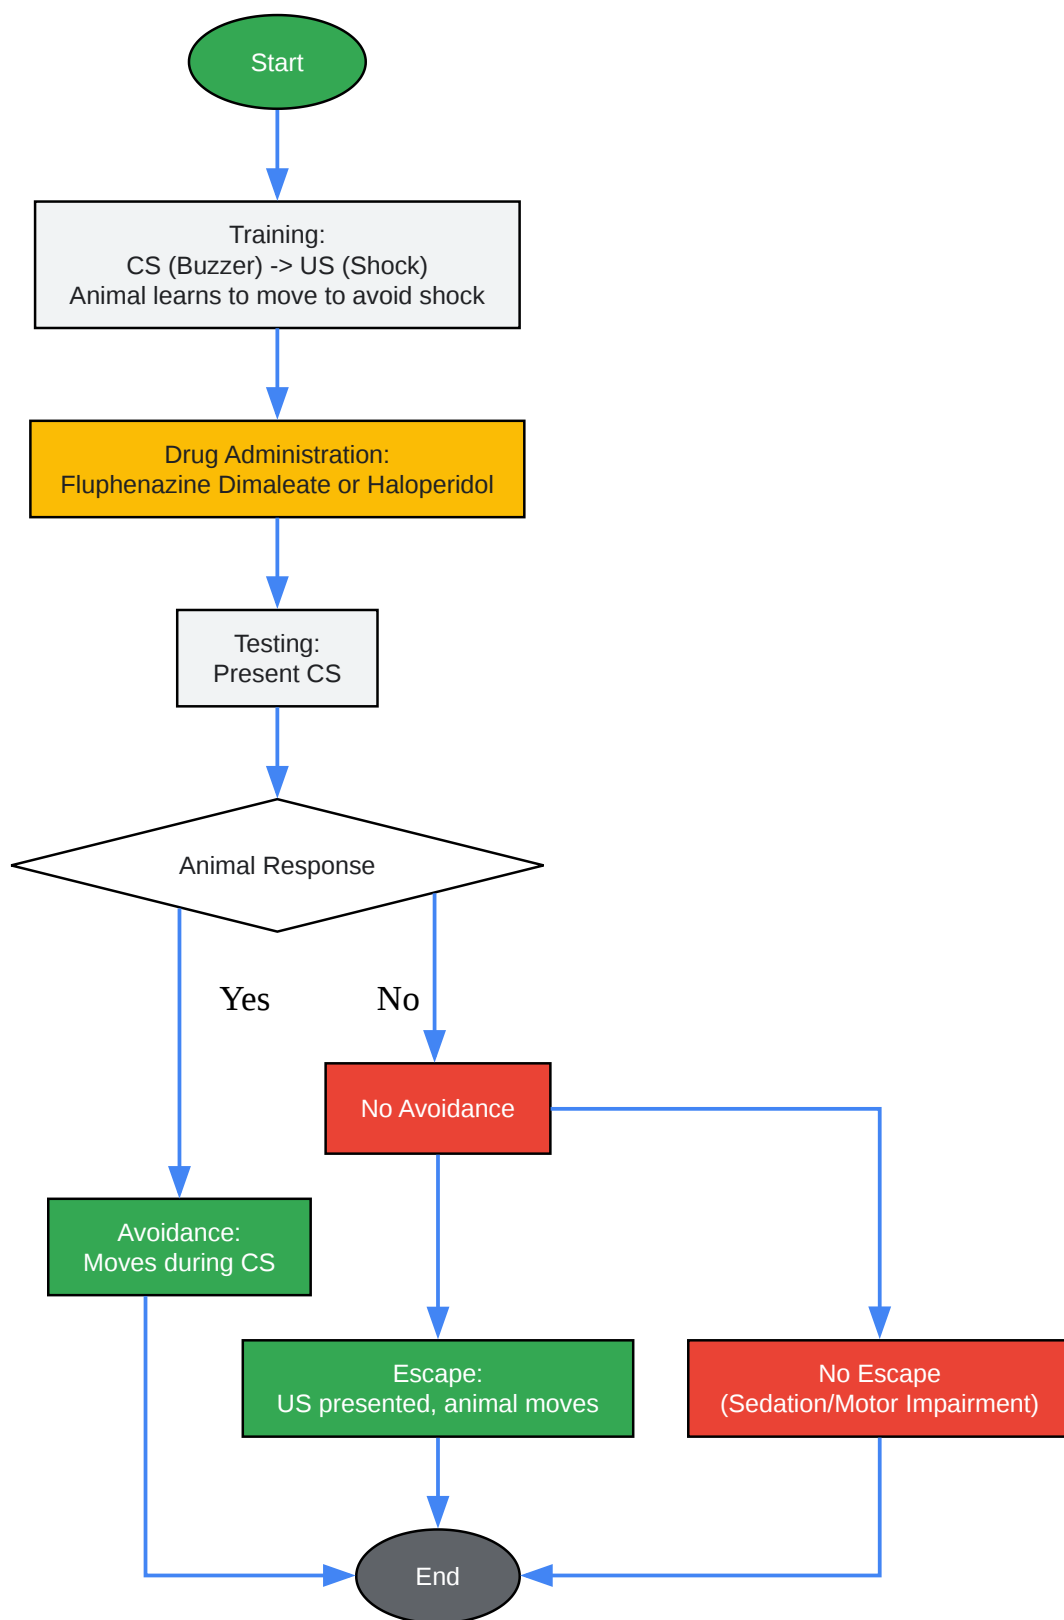 Start
Training:
CS (Buzzer) -> US (Shock)
Animal learns to move to avoid shock
Drug Administration:
Fluphenazine Dimaleate or Haloperidol
Testing:
Present CS
Animal Response
Yes
No
No Avoidance
Avoidance:
Moves during CS
Escape:
US presented, animal moves
No Escape
(Sedation/Motor Impairment)
End